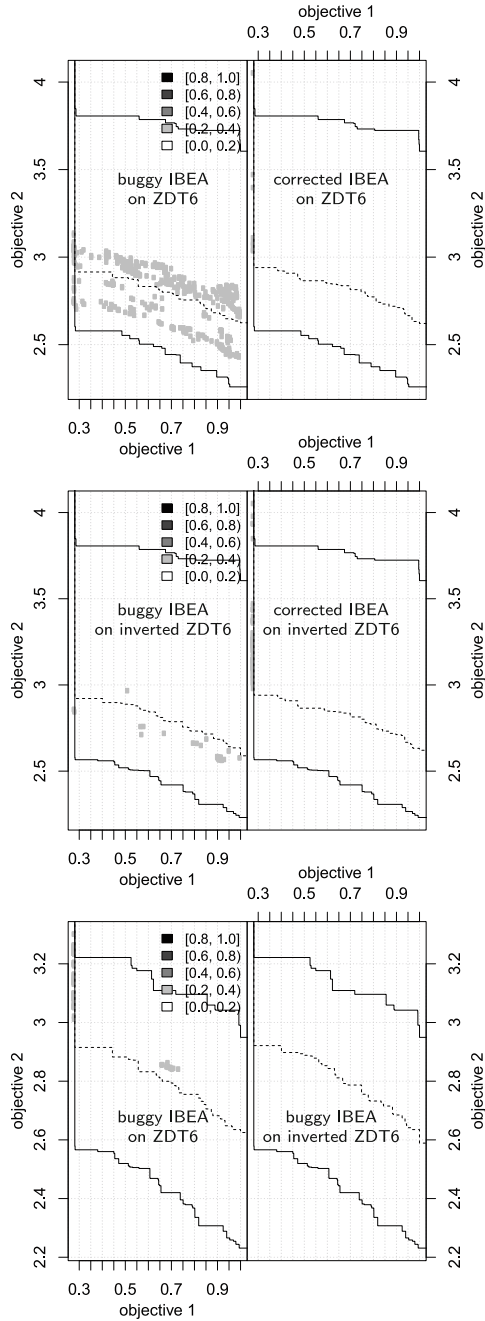 objective 1
0.3 0.5 0.7 0.9
objective 2
4
3.5
3
2.5
[0.8, 1.0]
[0.6, 0.8)
[0.4, 0.6)
[0.2, 0.4)
[0.0, 0.2)
buggy IBEA
on ZDT6
corrected IBEA
on ZDT6
4
3.5
3
2.5
objective 2
0.3 0.5 0.7 0.9
objective 1
objective 1
0.3 0.5 0.7 0.9
objective 2
4
3.5
3
2.5
[0.8, 1.0]
[0.6, 0.8)
[0.4, 0.6)
[0.2, 0.4)
[0.0, 0.2)
buggy IBEA
on inverted ZDT6
corrected IBEA
on inverted ZDT6
4
3.5
3
2.5
objective 2
0.3 0.5 0.7 0.9
objective 1
objective 1
0.3 0.5 0.7 0.9
objective 2
3.2
3
2.8
2.6
2.4
2.2
[0.8, 1.0]
[0.6, 0.8)
[0.4, 0.6)
[0.2, 0.4)
[0.0, 0.2)
buggy IBEA
on ZDT6
buggy IBEA
on inverted ZDT6
3.2
3
2.8
2.6
2.4
2.2
objective 2
0.3 0.5 0.7 0.9
objective 1